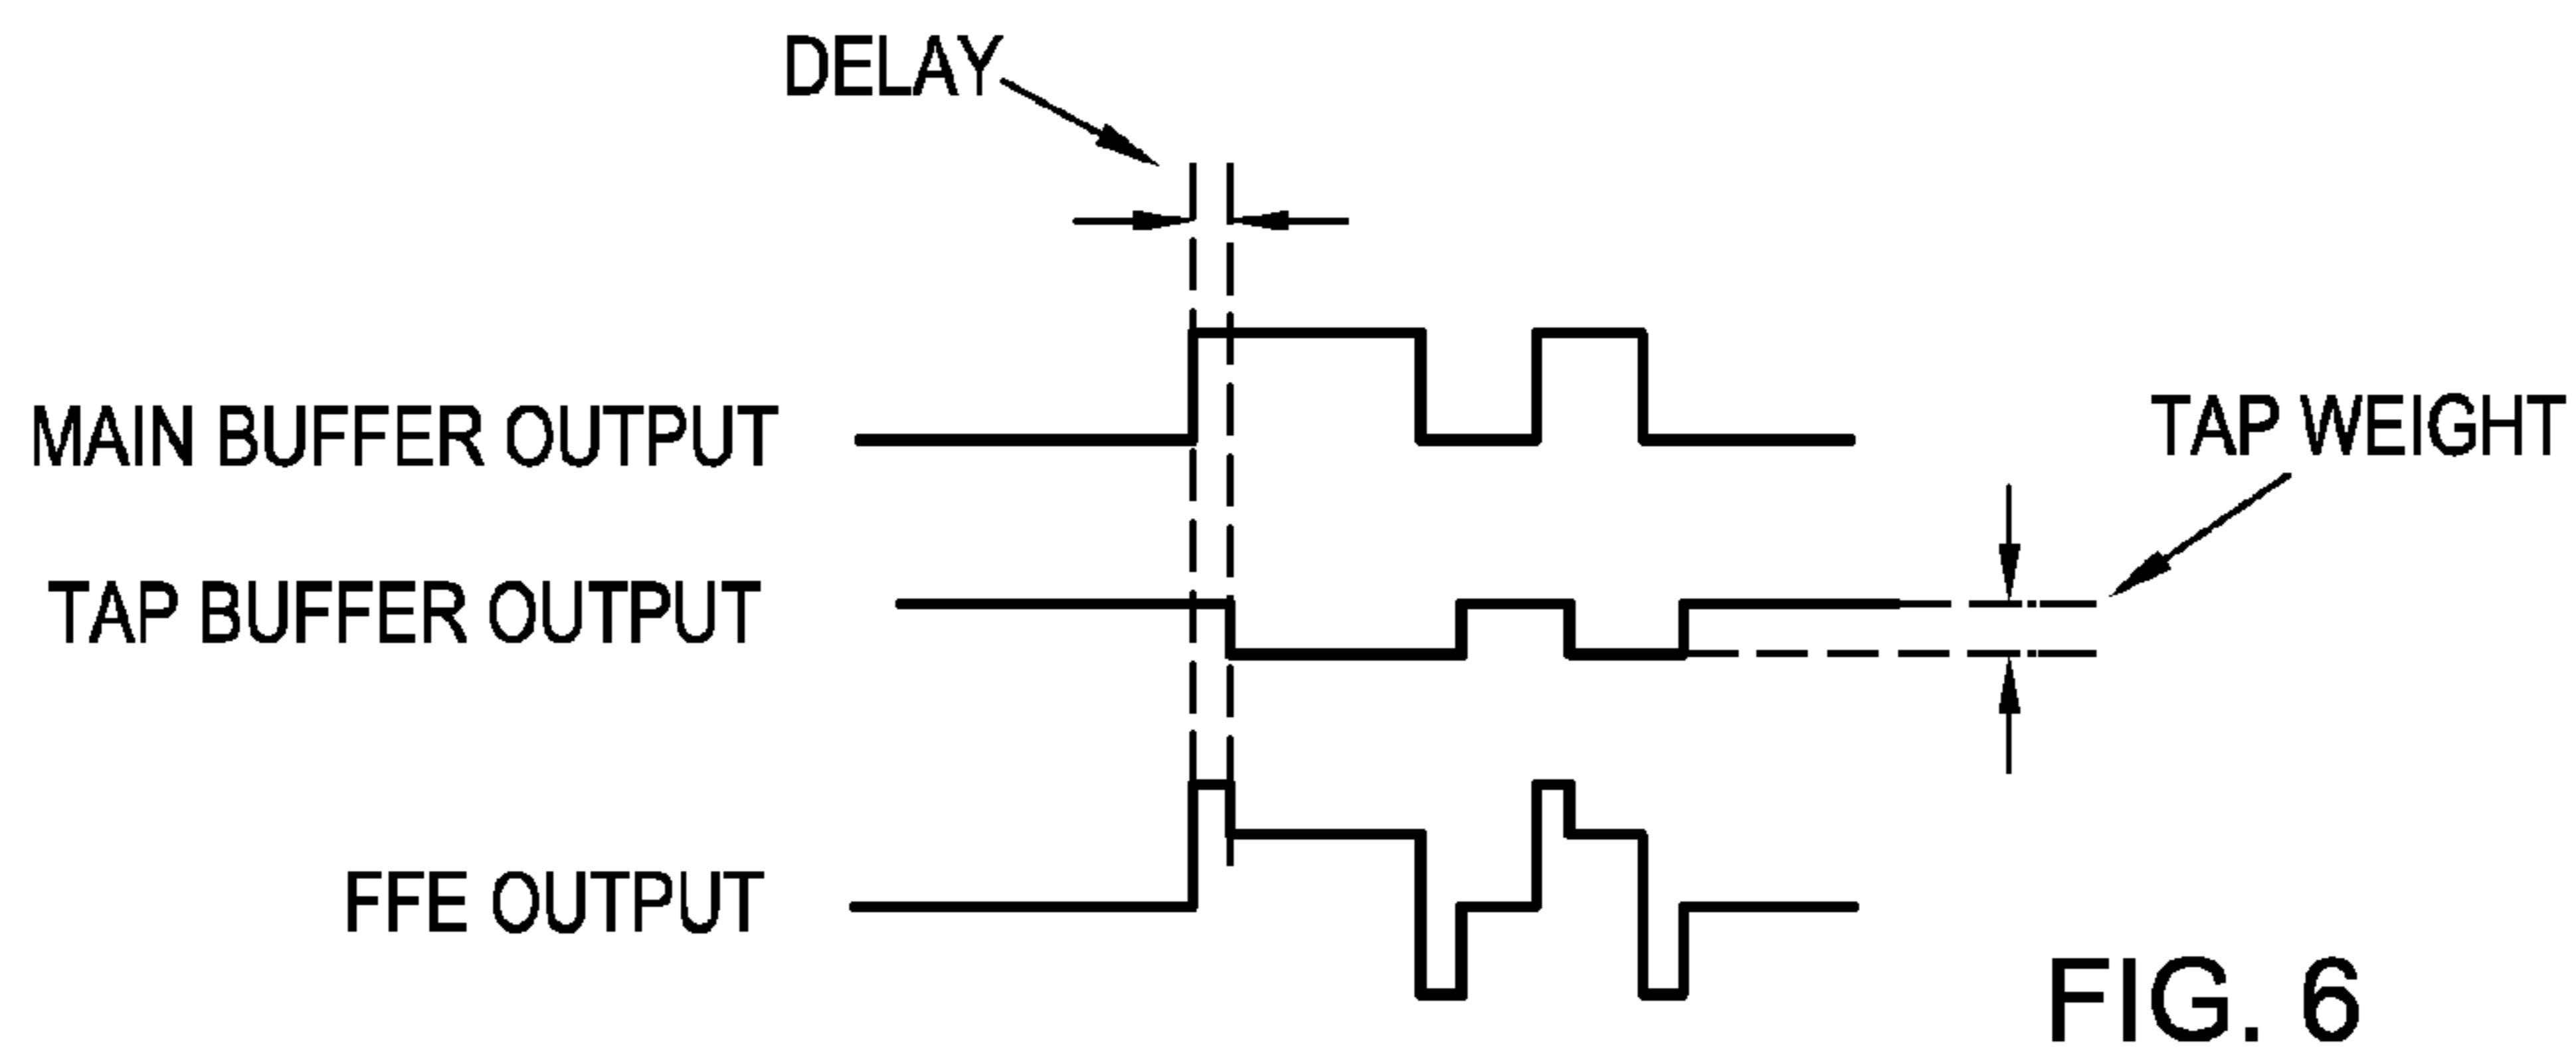 DELAY
MAIN BUFFER OUTPUT
TAP WEIGHT
TAP BUFFER OUTPUT
FFE OUTPUT
FIG. 6